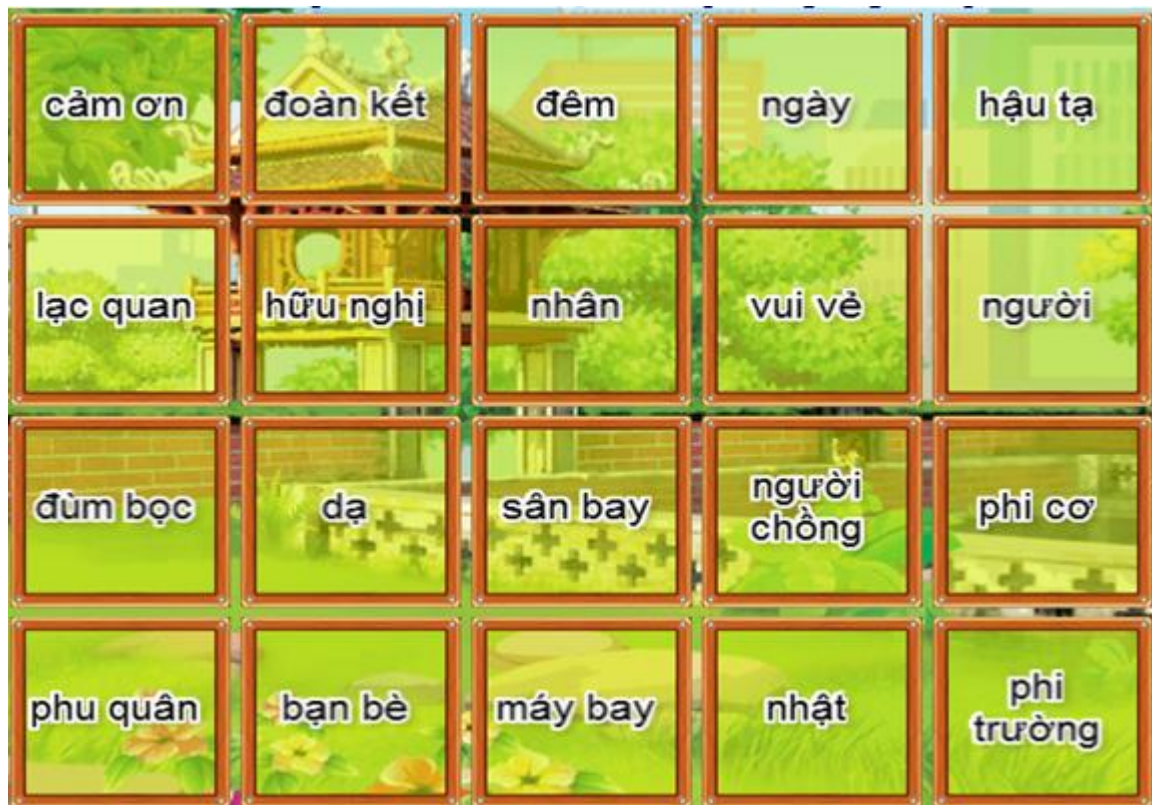 cảm ơn
đoàn kết
đêm
ngày
hậu tạ
lạc quan
hữu nghị
nhân
vui vẻ
người
đùm bọc
dạ
sân bay
người
chồng
phi cơ
phu quân
bạn bè
máy bay
nhật
phi
trường